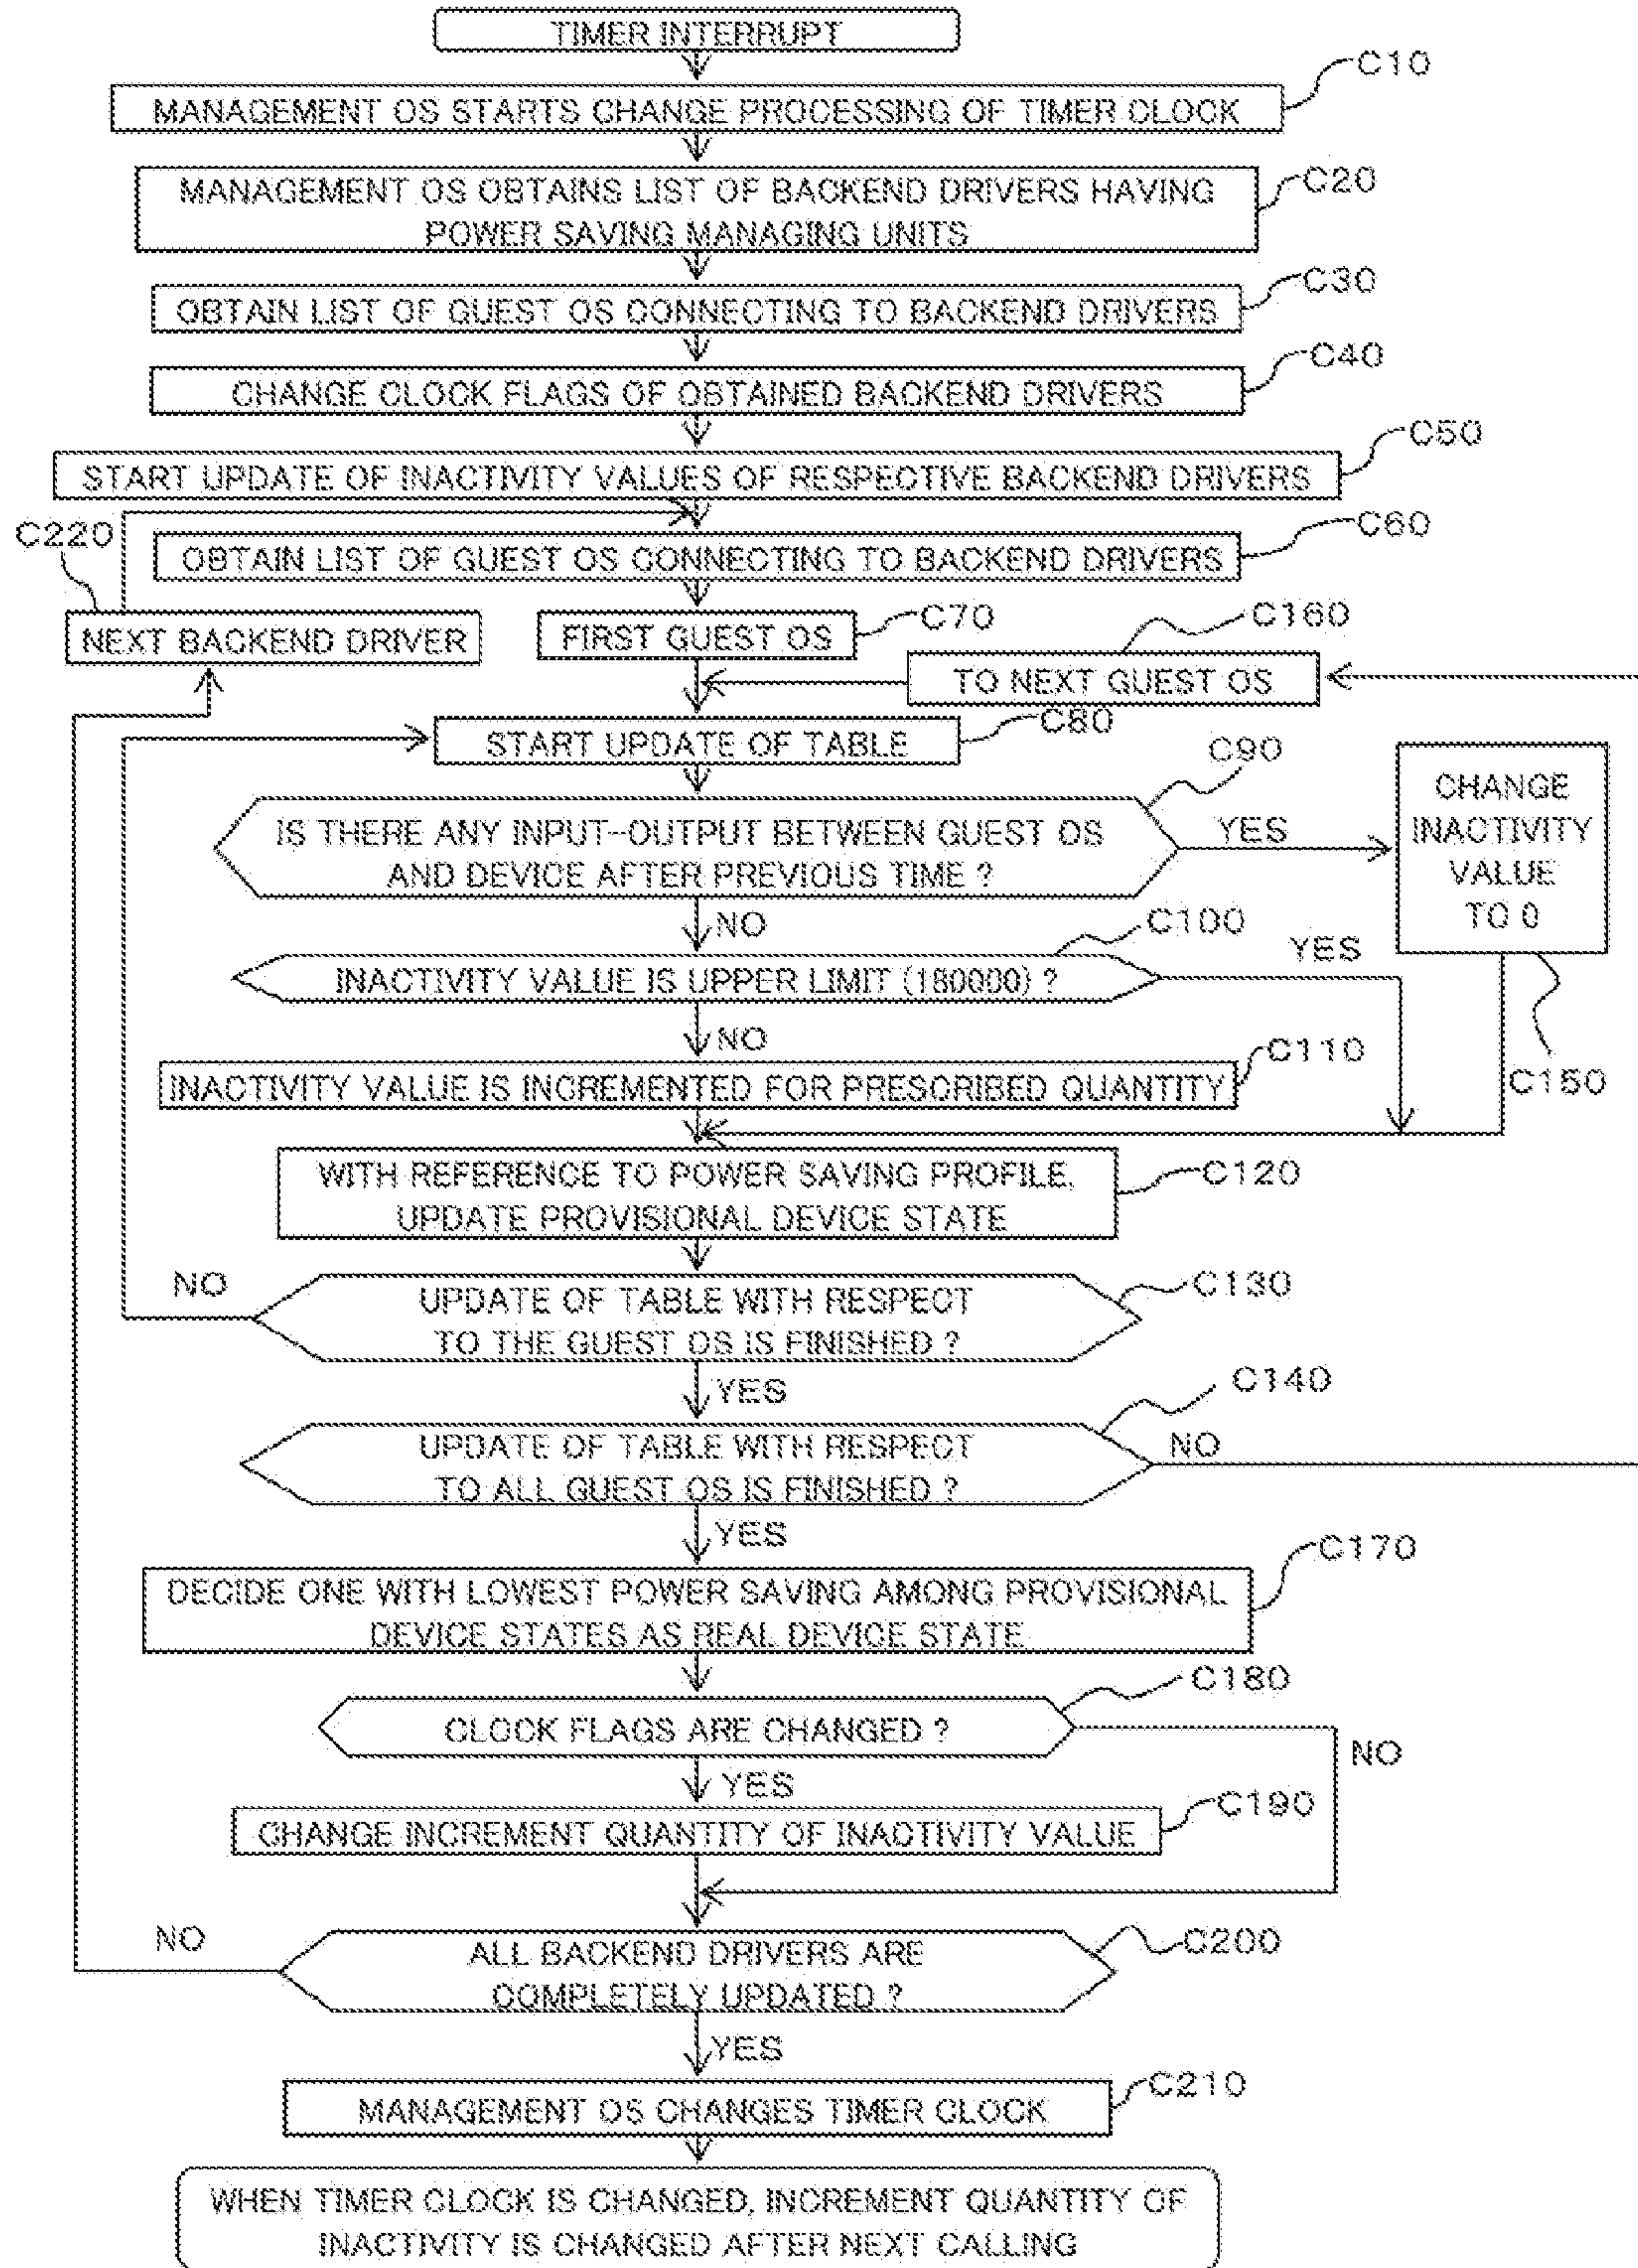 TIMER INTERRUPT
C10
MANAGEMENT OS STARTS CHANGE PROCESSING OF TIMER CLOCK
C20
MANAGEMENT OS OBTAINS LIST OF BACKEND DRIVERS HAVING
POWER SAVING MANAGING UNITS
C30
OBTAIN LIST OF GUEST OS CONNECTING TO BACKEND DRIVERS
C40
CHANGE CLOCK FLAGS OF OBTAINED BACKEND DRIVERS
C50
START UPDATE OF INACTIVITY VALUES OF RESPECTIVE BACKEND DRIVERS
C220
C60
OBTAIN LIST OF GUEST OS CONNECTING TO BACKEND DRIVERS
NEXT BACKEND DRIVER
FIRST GUEST OS
C70
C160
TO NEXT GUEST OS
C80
START UPDATE OF TABLE
C90
IS THERE ANY INPUT-OUTPUT BETWEEN GUEST OS
AND DEVICE AFTER PREVIOUS TIME ?
YES
CHANGE
INACTIVITY
VALUE
TO 0
NO
C100
YES
INACTIVITY VALUE IS UPPER LIMIT (180000) ?
NO
C110
C150
INACTIVITY VALUE IS INCREMENTED FOR PRESCRIBED QUANTITY
WITH REFERENCE TO POWER SAVING PROFILE,
UPDATE PROVISIONAL DEVICE STATE
C120
NO
C130
UPDATE OF TABLE WITH RESPECT
TO THE GUEST OS IS FINISHED ?
YES
C140
UPDATE OF TABLE WITH RESPECT
TO ALL GUEST OS IS FINISHED ?
NO
YES
C170
DECIDE ONE WITH LOWEST POWER SAVING AMONG PROVISIONAL
DEVICE STATES AS REAL DEVICE STATE
C180
CLOCK FLAGS ARE CHANGED ?
NO
YES
C190
CHANGE INCREMENT QUANTITY OF INACTIVITY VALUE
NO
C200
ALL BACKEND DRIVERS ARE
COMPLETELY UPDATED ?
YES
C210
MANAGEMENT OS CHANGES TIMER CLOCK
WHEN TIMER CLOCK IS CHANGED, INCREMENT QUANTITY OF
INACTIVITY IS CHANGED AFTER NEXT CALLING